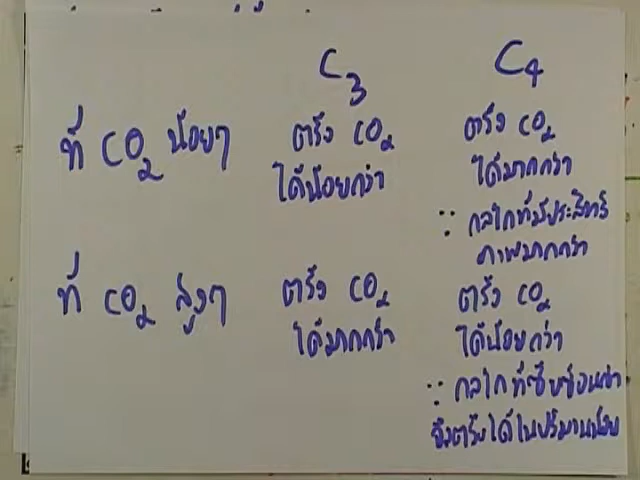 C3 C4
ที่ CO2 น้อยๆ ตรึง CO2 ตรึง CO2
ได้น้อยกว่า ได้มากกว่า
∵ กลไกที่มีประสิทธิ
ภาพมากกว่า
ที่ CO2 สูงๆ ตรึง CO2 ตรึง CO2
ได้มากกว่า ได้น้อยกว่า
∵ กลไกที่ซับซ้อนกว่า
จึงตรึงได้ในปริมาณน้อย